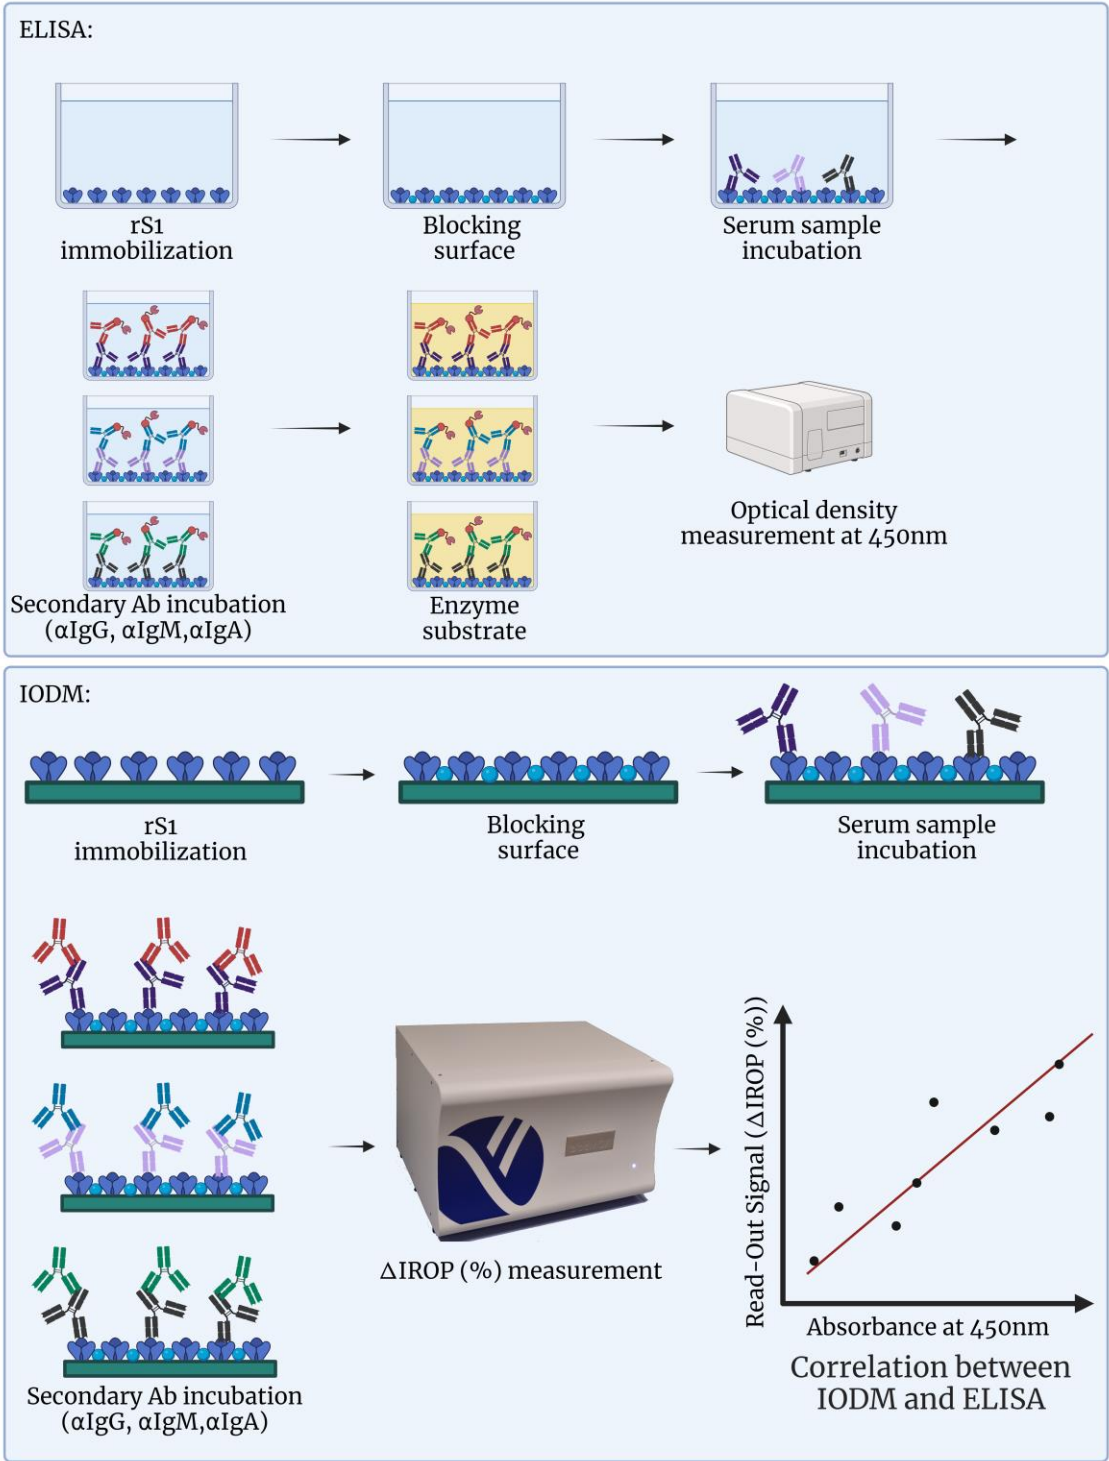 ELISA:
rS1
immobilization
Blocking
surface
Serum sample
incubation
Secondary Ab incubation
(αIgG, αIgM,αIgA)
Enzyme
substrate
Optical density
measurement at 450nm
IODM:
rS1
immobilization
Blocking
surface
Serum sample
incubation
Secondary Ab incubation
(αIgG, αIgM,αIgA)
ΔIROP (%) measurement
Read-Out Signal (ΔIROP (%))
Absorbance at 450nm
Correlation between
IODM and ELISA